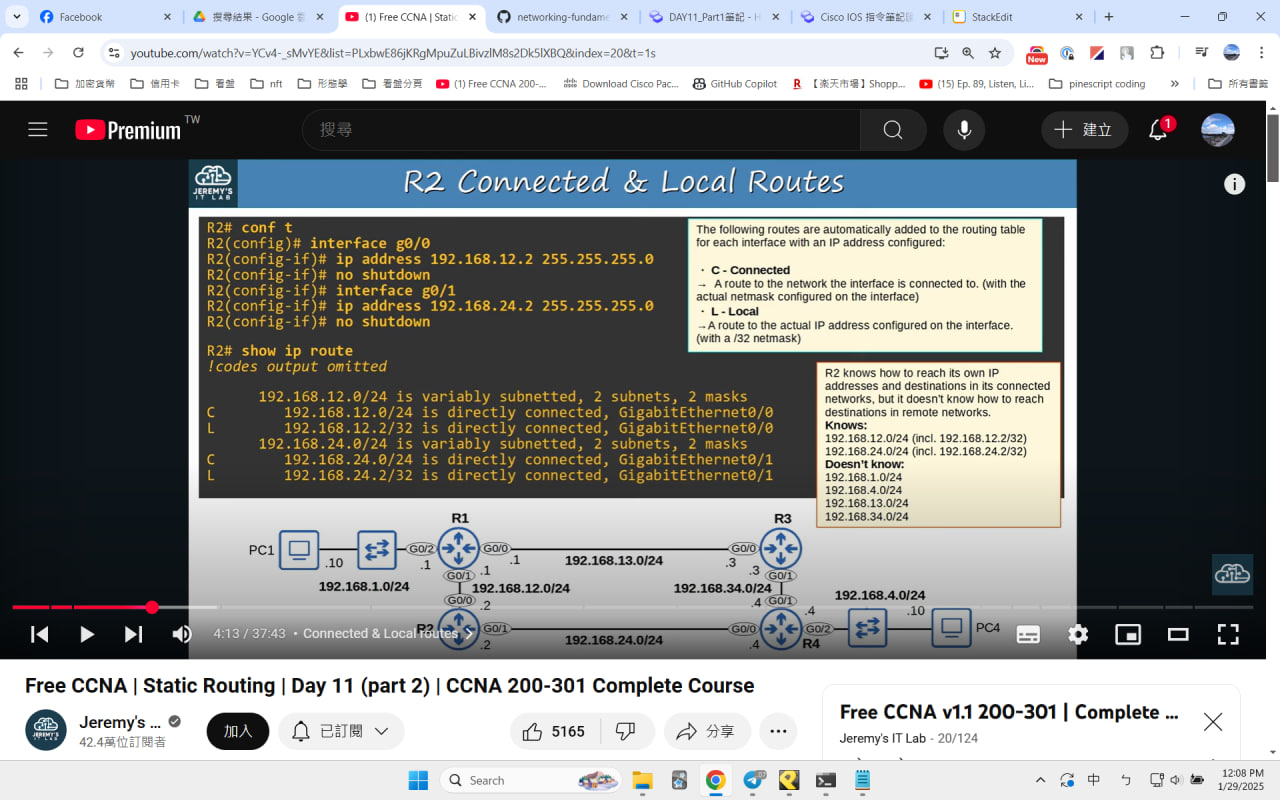 Facebook
搜尋結果 - Google 雲
(1) Free CCNA | Static
networking-fundame
DAY11_Part1筆記 - H
Cisco IOS 指令筆記
StackEdit
youtube.com/watch?v=YCv4-_sMvYE&list=PLxbwE86jKRgMpuZuLBivzlM8s2Dk5lXBQ&index=20&t=1s
New
加密貨幣
信用卡
看盤
nft
形態學
看盤分頁
(1) Free CCNA 200-...
Download Cisco Pac...
GitHub Copilot
【楽天市場】Shopp...
(15) Ep. 89, Listen, Li...
pinescript coding
所有書籤
Premium TW
搜尋
建立
1
JEREMY'S
IT LAB
R2 Connected & Local Routes
R2# conf t
R2(config)# interface g0/0
R2(config-if)# ip address 192.168.12.2 255.255.255.0
R2(config-if)# no shutdown
R2(config-if)# interface g0/1
R2(config-if)# ip address 192.168.24.2 255.255.255.0
R2(config-if)# no shutdown
R2# show ip route
!codes output omitted
192.168.12.0/24 is variably subnetted, 2 subnets, 2 masks
C 192.168.12.0/24 is directly connected, GigabitEthernet0/0
L 192.168.12.2/32 is directly connected, GigabitEthernet0/0
192.168.24.0/24 is variably subnetted, 2 subnets, 2 masks
C 192.168.24.0/24 is directly connected, GigabitEthernet0/1
L 192.168.24.2/32 is directly connected, GigabitEthernet0/1
The following routes are automatically added to the routing table
for each interface with an IP address configured:
· C - Connected
→ A route to the network the interface is connected to. (with the
actual netmask configured on the interface)
· L - Local
→A route to the actual IP address configured on the interface.
(with a /32 netmask)
R2 knows how to reach its own IP
addresses and destinations in its connected
networks, but it doesn't know how to reach
destinations in remote networks.
Knows:
192.168.12.0/24 (incl. 192.168.12.2/32)
192.168.24.0/24 (incl. 192.168.24.2/32)
Doesn't know:
192.168.1.0/24
192.168.4.0/24
192.168.13.0/24
192.168.34.0/24
R1
R3
PC1
.10
G0/2
.1
G0/0
.1
192.168.13.0/24
G0/0
.3
192.168.1.0/24
G0/1
.1
192.168.12.0/24
G0/0
.2
.3
G0/1
192.168.34.0/24
G0/1
.4
192.168.4.0/24
R2
G0/1
.2
192.168.24.0/24
G0/0
.4
R4
G0/2
.4
.10
PC4
4:13 / 37:43 • Connected & Local routes
Free CCNA | Static Routing | Day 11 (part 2) | CCNA 200-301 Complete Course
Jeremy's ...
42.4萬位訂閱者
加入
已訂閱
5165
分享
Free CCNA v1.1 200-301 | Complete ...
Jeremy's IT Lab - 20/124
Search
中
12:08 PM
1/29/2025